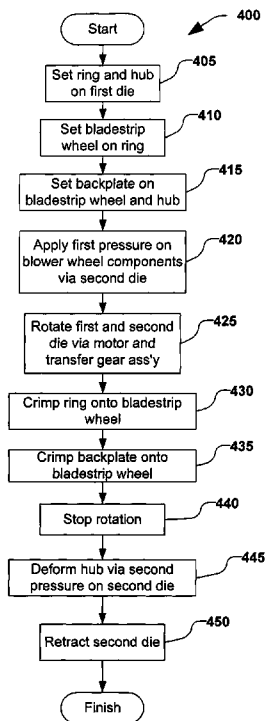 Start
400
Set ring and hub
on first die
405
Set bladestrip
wheel on ring
410
Set backplate on
bladestrip wheel and hub
415
Apply first pressure on
blower wheel components
via second die
420
Rotate first and second
die via motor and
transfer gear ass'y
425
Crimp ring onto bladestrip
wheel
430
Crimp backplate onto
bladestrip wheel
435
Stop rotation
440
Deform hub via second
pressure on second die
445
Retract second die
450
Finish